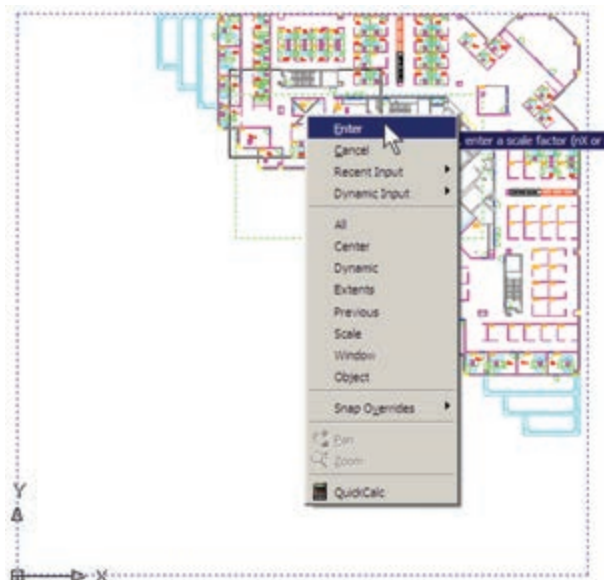 Enter
enter a scale factor (nX or
Cancel
Recent Input
Dynamic Input
All
Center
Dynamic
Extents
Previous
Scale
Window
Object
Snap Overrides
Pan
Zoom
QuickCalc
Y
X